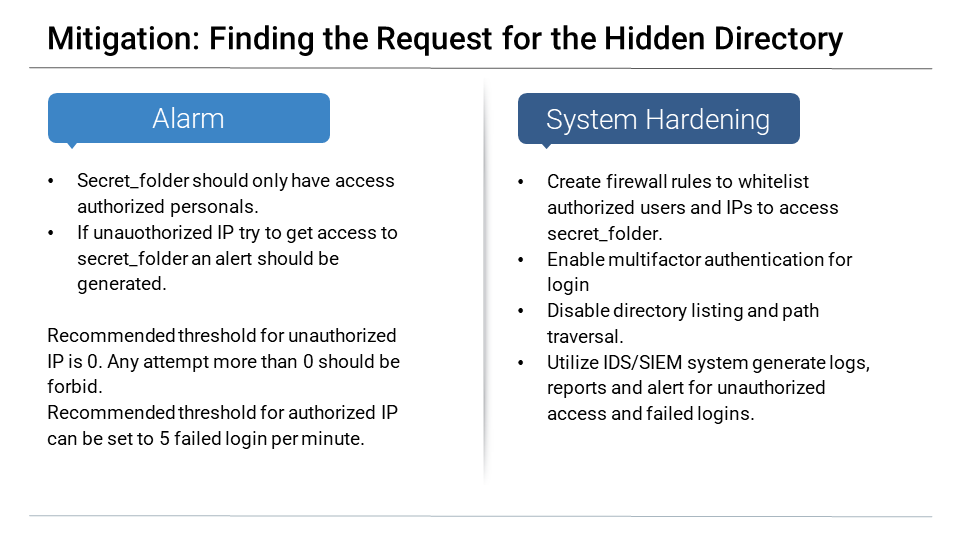 Mitigation: Finding the Request for the Hidden Directory
Alarm
• Secret_folder should only have access
authorized personals.
• If unauothorized IP try to get access to
secret_folder an alert should be
generated.
Recommended threshold for unauthorized
IP is 0. Any attempt more than 0 should be
forbid.
Recommended threshold for authorized IP
can be set to 5 failed login per minute.
System Hardening
• Create firewall rules to whitelist
authorized users and IPs to access
secret_folder.
• Enable multifactor authentication for
login
• Disable directory listing and path
traversal.
• Utilize IDS/SIEM system generate logs,
reports and alert for unauthorized
access and failed logins.